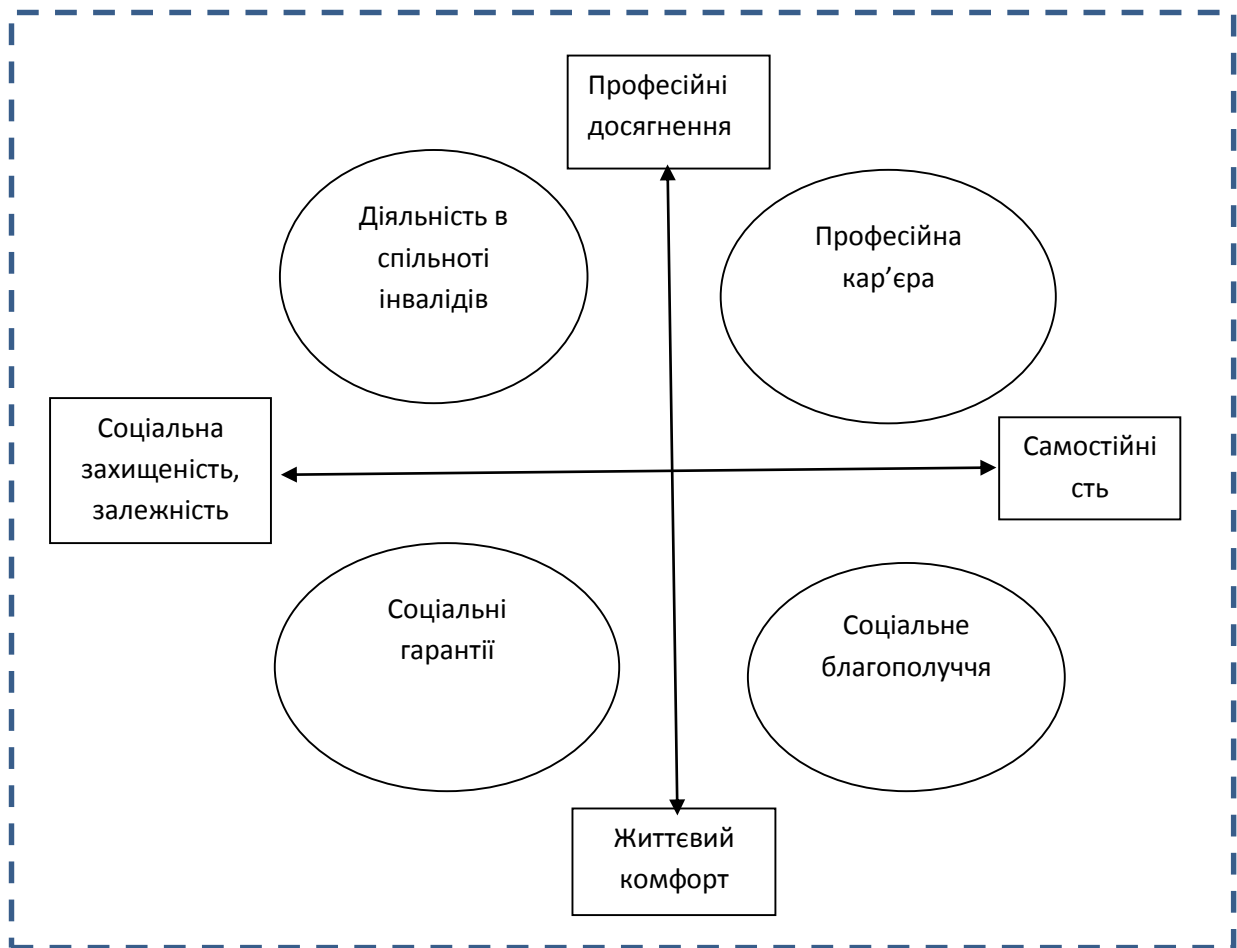 Професійні
досягнення
Діяльність в
спільноті
інвалідів
Професійна
кар’єра
Соціальна
захищеність,
залежність
Самостійні
сть
Соціальні
гарантії
Соціальне
благополуччя
Життєвий
комфорт